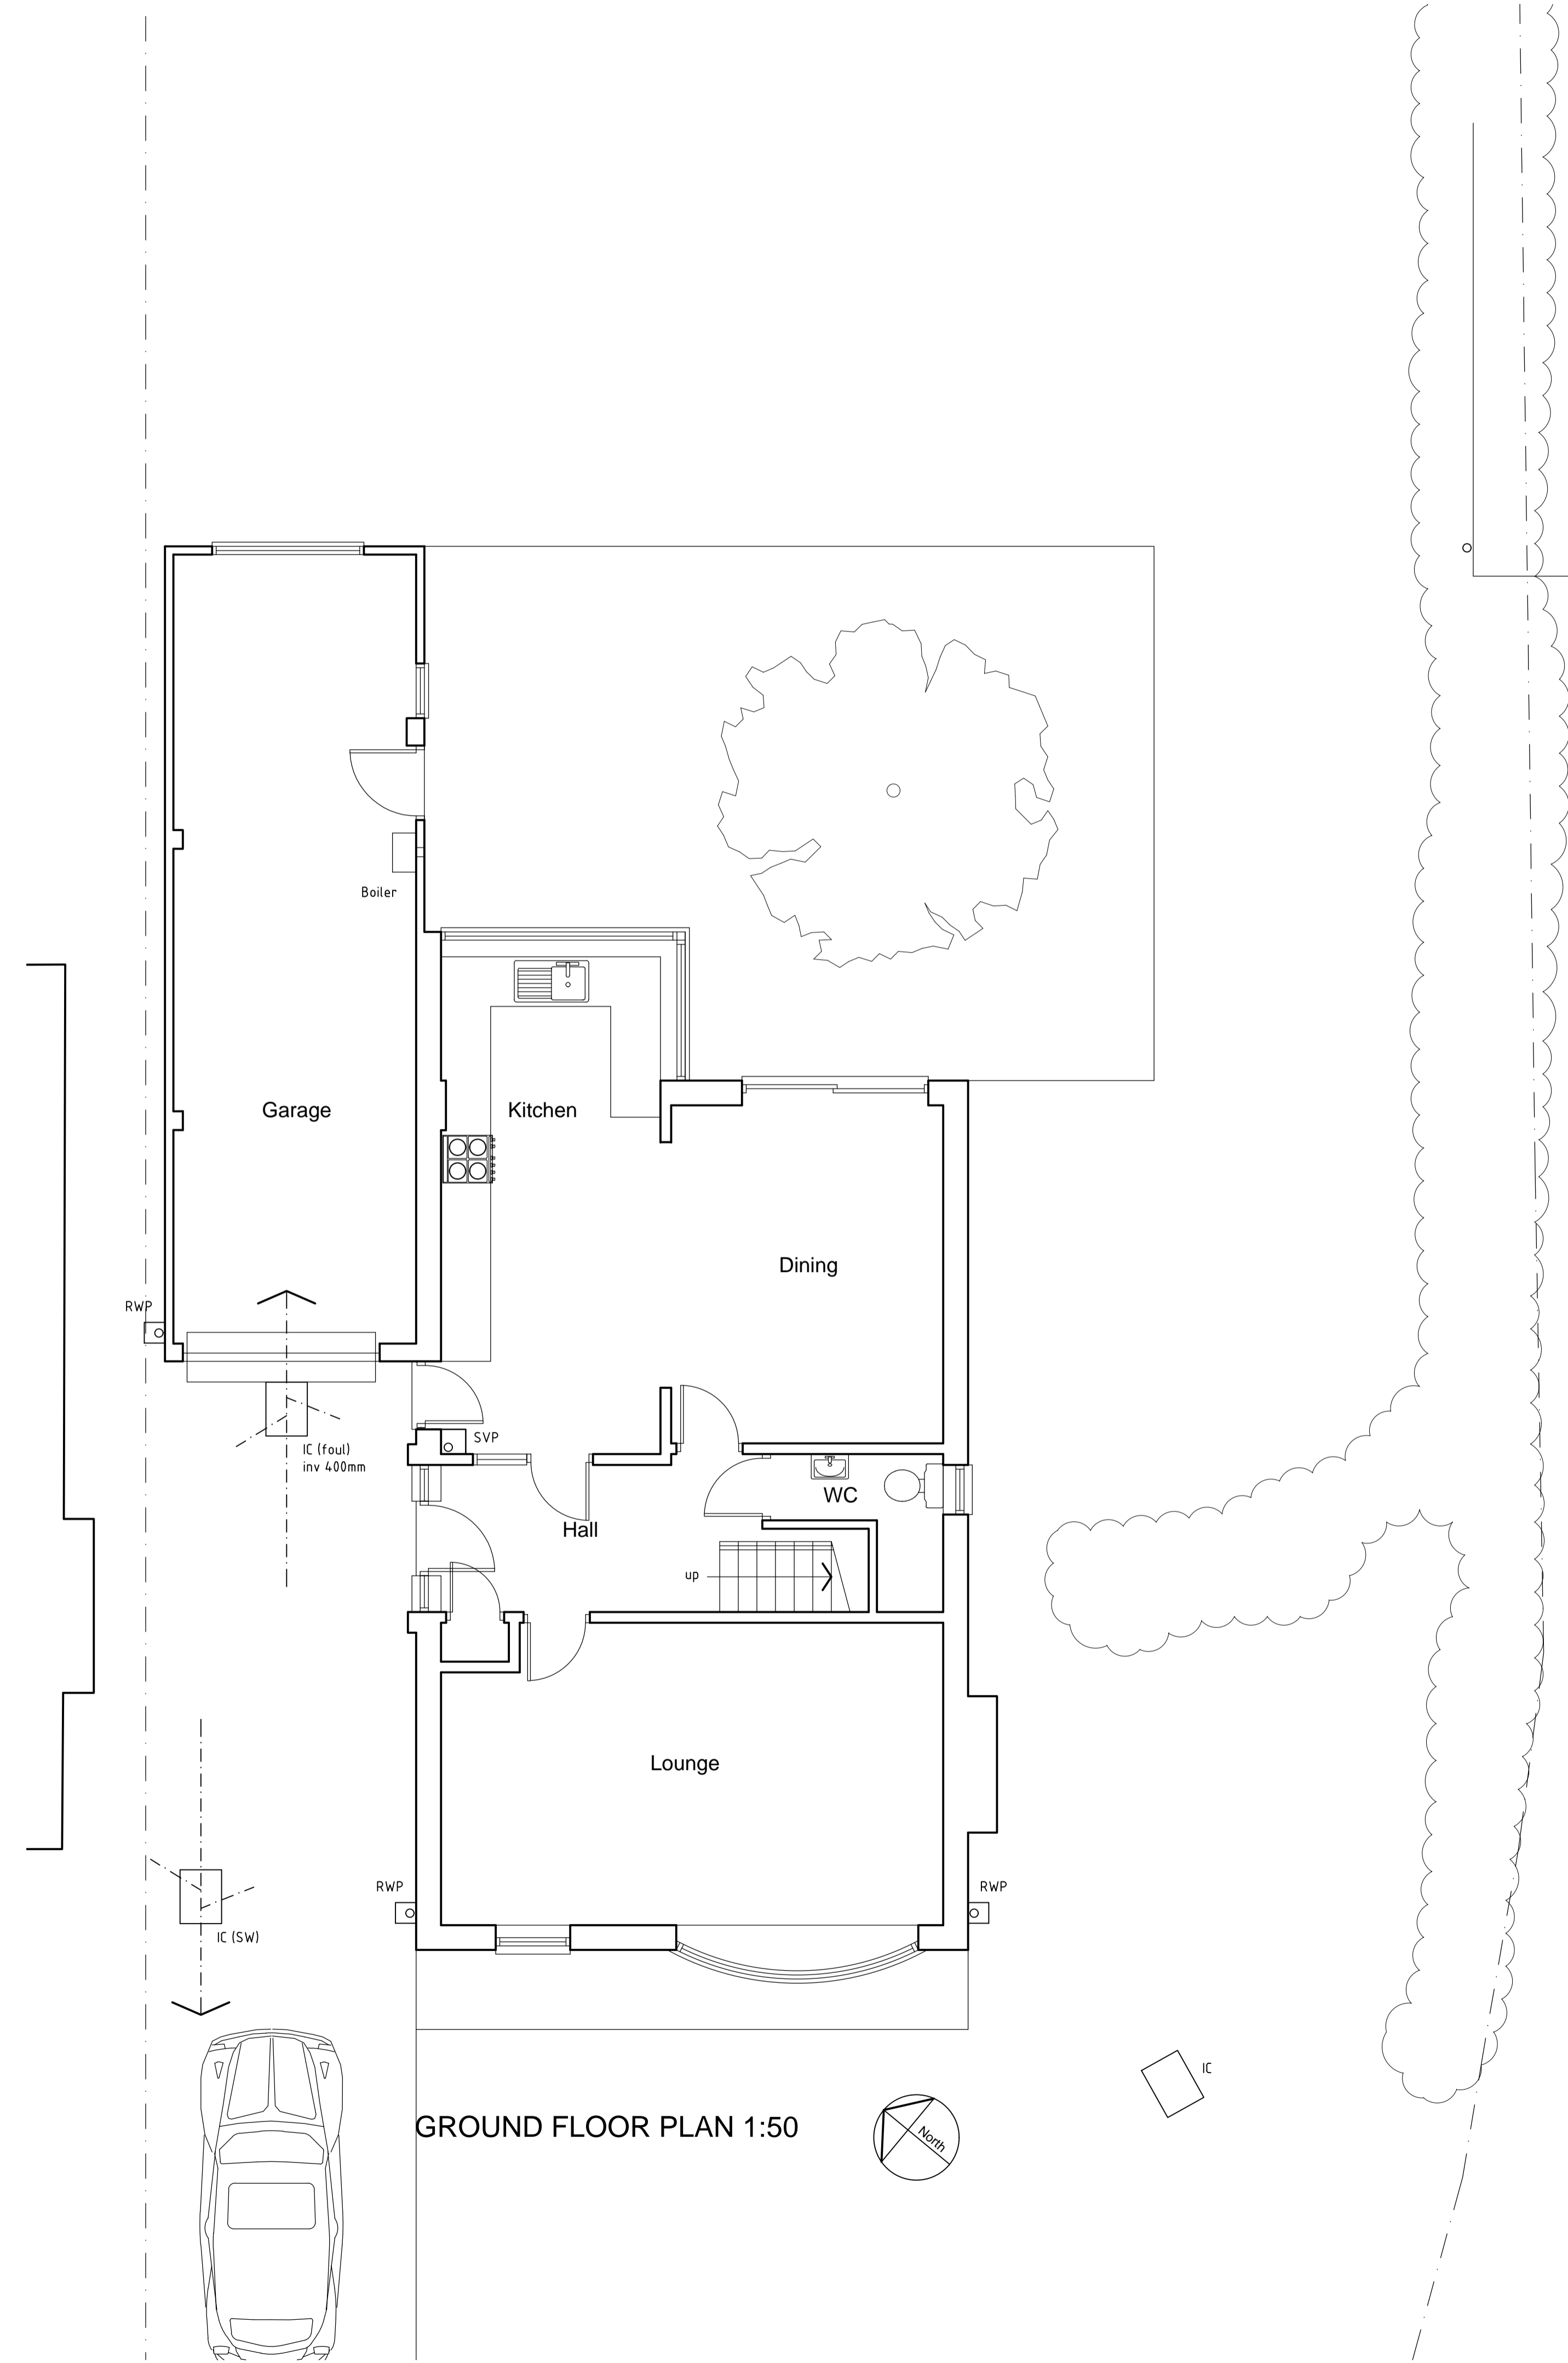 Boiler
Garage
Kitchen
Dining
RWP
SVP
IC (foul)
inv 400mm
WC
Hall
up
Lounge
RWP
RWP
IC (SW)
IC
GROUND FLOOR PLAN 1:50
North